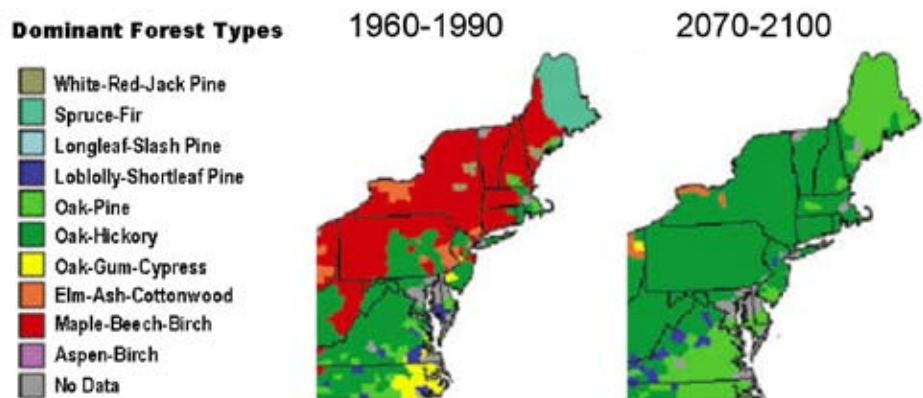 Dominant Forest Types
1960-1990
2070-2100
White-Red-Jack Pine
Spruce-Fir
Longleaf-Slash Pine
Loblolly-Shortleaf Pine
Oak-Pine
Oak-Hickory
Oak-Gum-Cypress
Elm-Ash-Cottonwood
Maple-Beech-Birch
Aspen-Birch
No Data